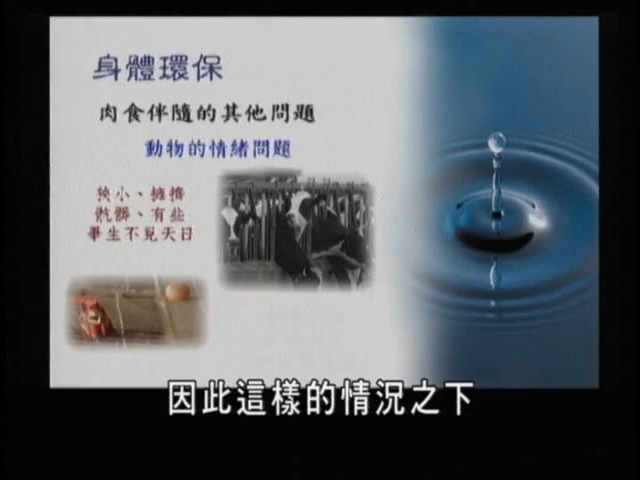 身體環保
肉食伴隨的其他問題
動物的情緒問題
狹小、擁擠
骯髒、有些
畢生不見天日
因此這樣的情況之下